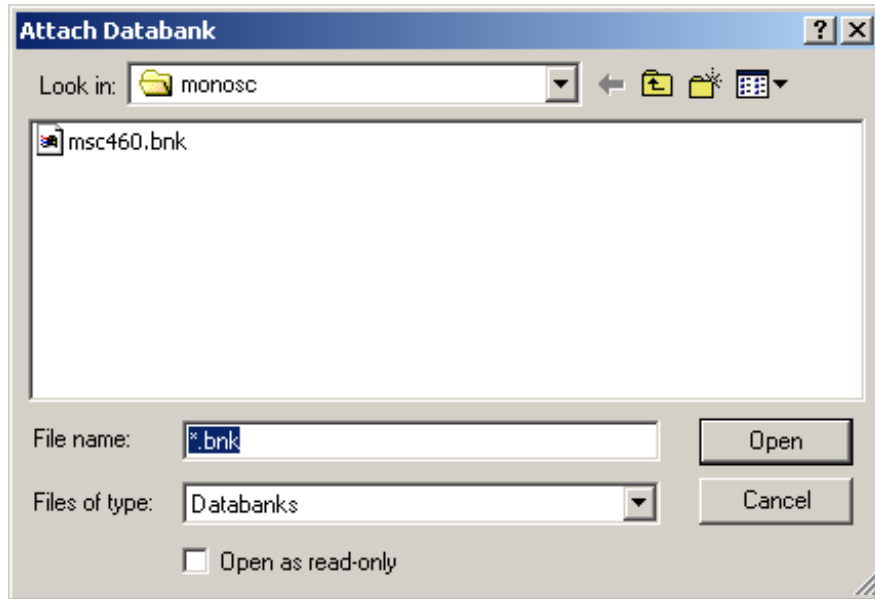 Attach Databank
Look in: monosc
msc460.bnk
File name: *.bnk Open
Files of type: Databanks Cancel
Open as read-only